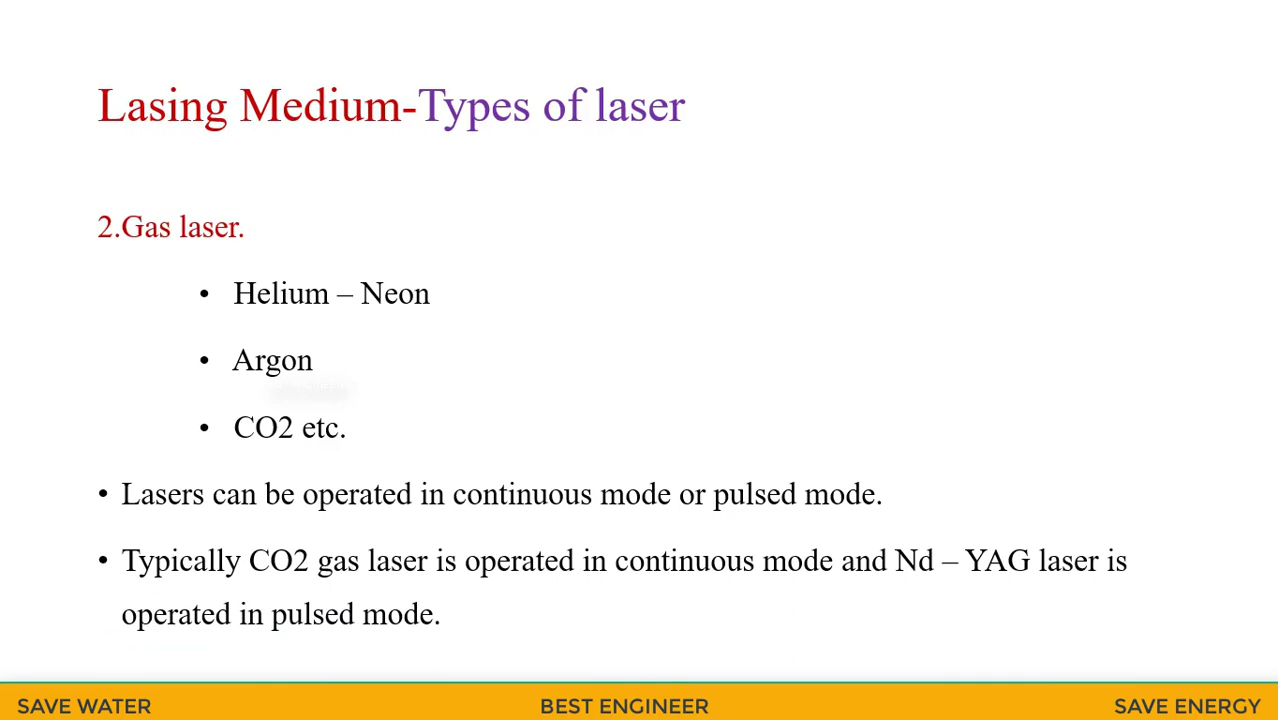 Lasing Medium-Types of laser
2.Gas laser.
• Helium – Neon
• Argon
• CO2 etc.
• Lasers can be operated in continuous mode or pulsed mode.
• Typically CO2 gas laser is operated in continuous mode and Nd – YAG laser is
operated in pulsed mode.
SAVE WATER BEST ENGINEER SAVE ENERGY